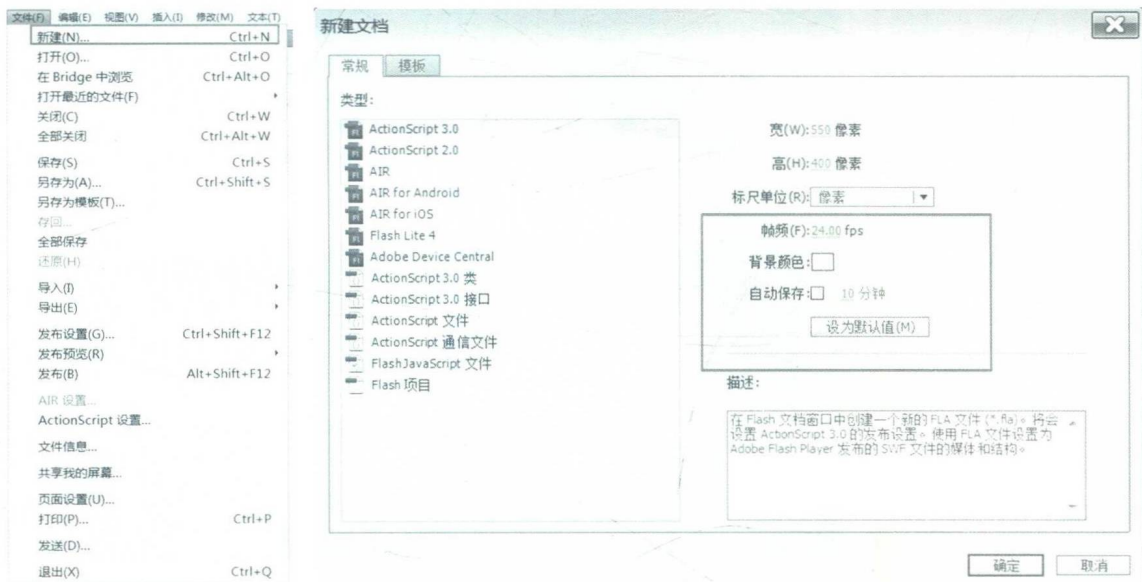 文件(F) 编辑(E) 视图(V) 插入(I) 修改(M) 文本(T)
新建(N)... Ctrl+N
打开(O)... Ctrl+O
在 Bridge 中浏览 Ctrl+Alt+O
打开最近的文件(F)
关闭(C) Ctrl+W
全部关闭 Ctrl+Alt+W
保存(S) Ctrl+S
另存为(A)... Ctrl+Shift+S
另存为模板(T)...
存回...
全部保存
还原(H)
导入(I)
导出(E)
发布设置(G)... Ctrl+Shift+F12
发布预览(R)
发布(B) Alt+Shift+F12
AIR 设置...
ActionScript 设置...
文件信息...
共享我的屏幕...
页面设置(U)...
打印(P)... Ctrl+P
发送(D)...
退出(X) Ctrl+Q
新建文档
常规 模板
类型:
ActionScript 3.0
ActionScript 2.0
AIR
AIR for Android
AIR for iOS
Flash Lite 4
Adobe Device Central
ActionScript 3.0 类
ActionScript 3.0 接口
ActionScript 文件
ActionScript 通信文件
FlashJavaScript 文件
Flash 项目
宽(W):550 像素
高(H):400 像素
标尺单位(R): 像素
帧频(F):24.00 fps
背景颜色:
自动保存: 10 分钟
设为默认值(M)
描述:
在 Flash 文档窗口中创建一个新的 FLA 文件 (*.fla)。将会
设置 ActionScript 3.0 的发布设置。使用 FLA 文件设置为
Adobe Flash Player 发布的 SWF 文件的媒体和结构。
确定 取消